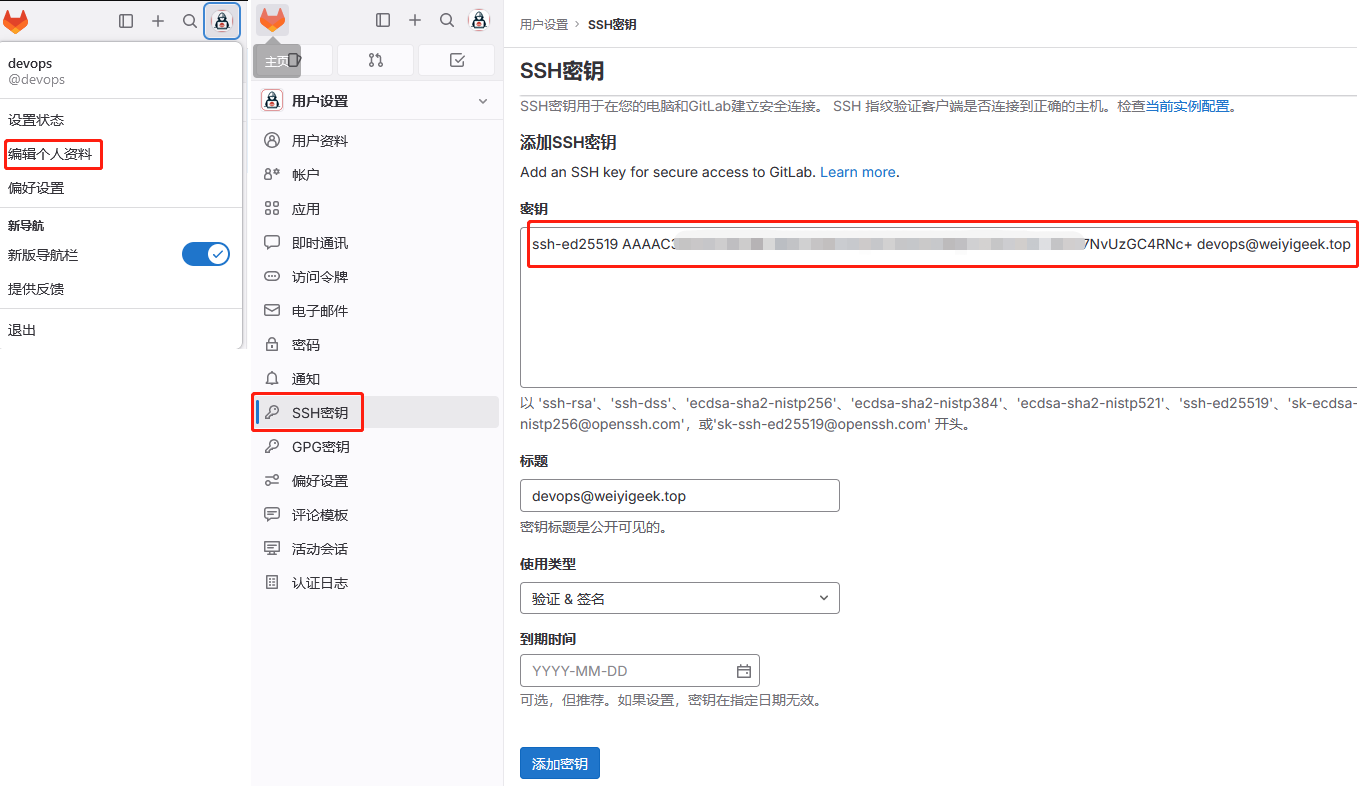 devops
@devops
设置状态
编辑个人资料
偏好设置
新导航
新版导航栏
提供反馈
退出
主页
用户设置
用户资料
帐户
应用
即时通讯
访问令牌
电子邮件
密码
通知
SSH密钥
GPG密钥
偏好设置
评论模板
活动会话
认证日志
用户设置 › SSH密钥
SSH密钥
SSH密钥用于在您的电脑和GitLab建立安全连接。 SSH 指纹验证客户端是否连接到正确的主机。检查当前实例配置。
添加SSH密钥
Add an SSH key for secure access to GitLab. Learn more.
密钥
ssh-ed25519 AAAAC3 7NvUzGC4RNc+ devops@weiyigeek.top
以 'ssh-rsa'、'ssh-dss'、'ecdsa-sha2-nistp256'、'ecdsa-sha2-nistp384'、'ecdsa-sha2-nistp521'、'ssh-ed25519'、'sk-ecdsa-
nistp256@openssh.com'，或'sk-ssh-ed25519@openssh.com' 开头。
标题
devops@weiyigeek.top
密钥标题是公开可见的。
使用类型
验证 & 签名
到期时间
YYYY-MM-DD
可选，但推荐。如果设置，密钥在指定日期无效。
添加密钥